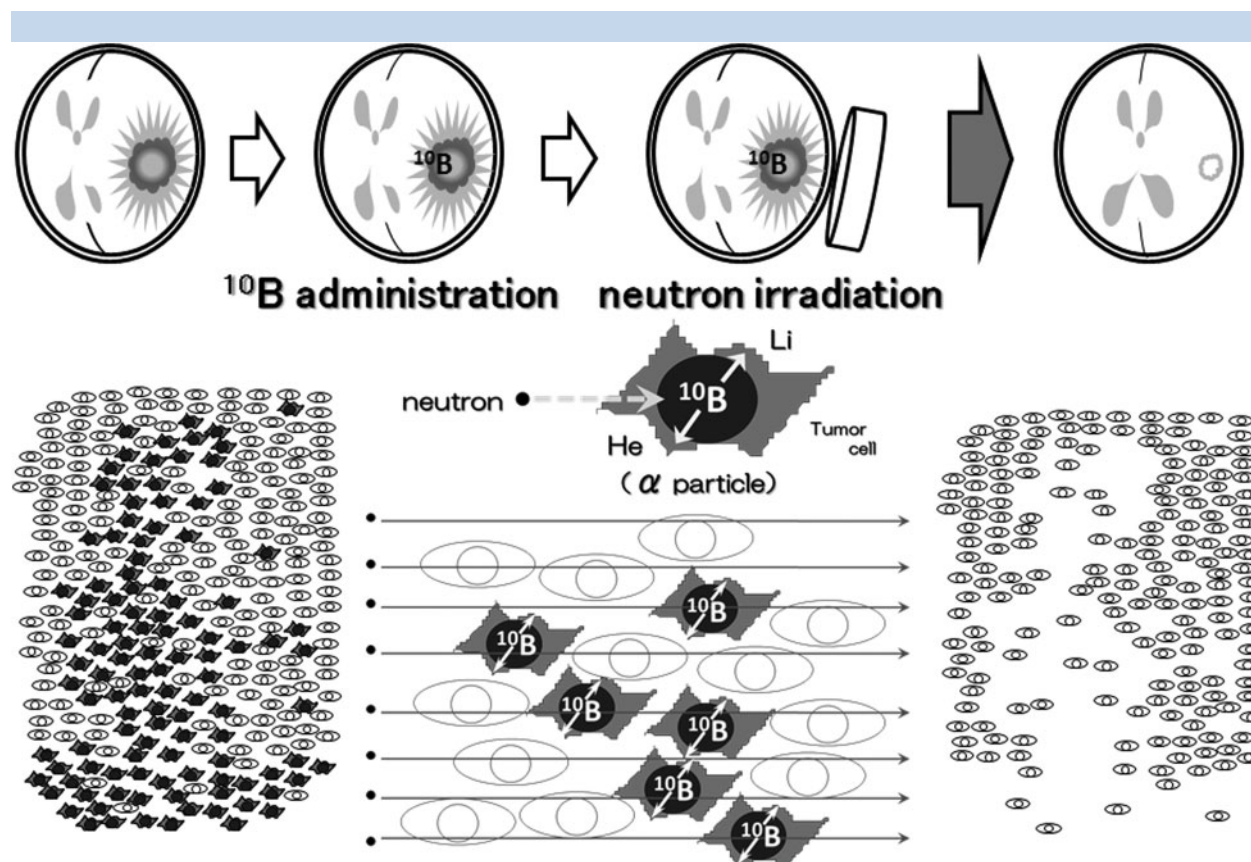 ¹⁰B
¹⁰B
¹⁰B administration neutron irradiation
Li
neutron
¹⁰B
He
Tumor
cell
( α particle)
¹⁰B
¹⁰B
¹⁰B
¹⁰B
¹⁰B
¹⁰B